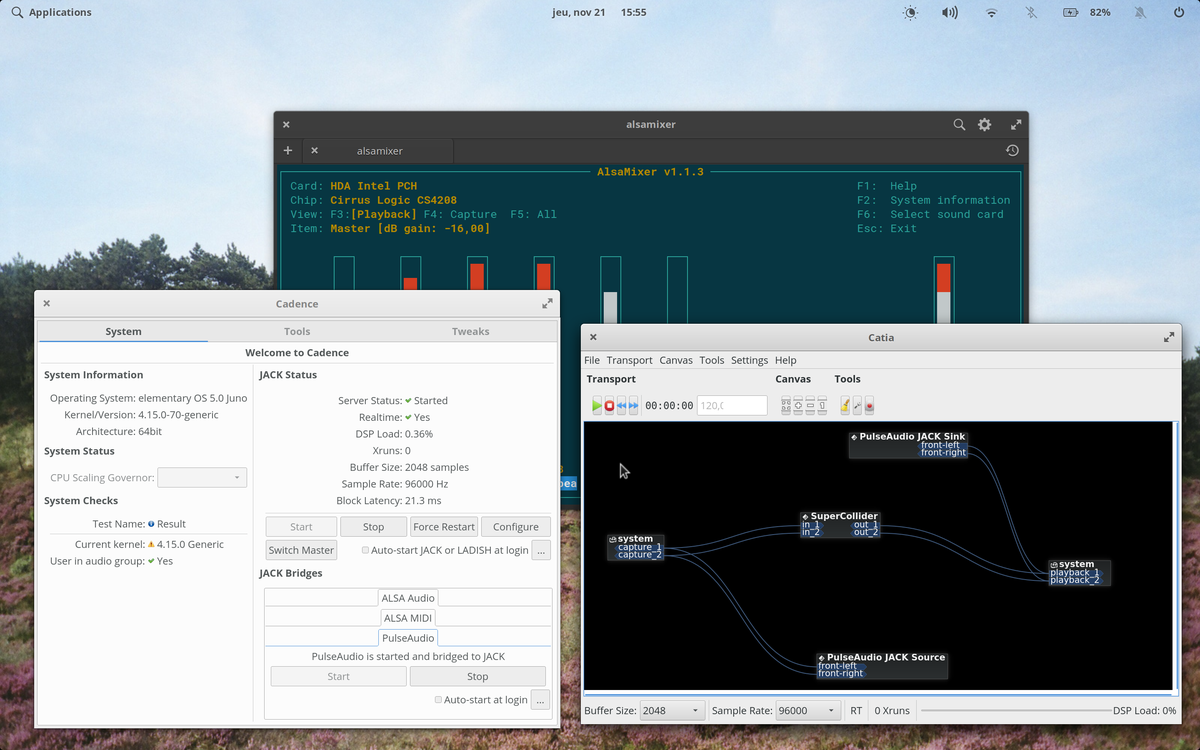 Applications
jeu, nov 21 15:55
82%
alsamixer
alsamixer
AlsaMixer v1.1.3
Card: HDA Intel PCH
Chip: Cirrus Logic CS4208
View: F3:[Playback] F4: Capture F5: All
Item: Master [dB gain: -16,00]
F1: Help
F2: System information
F6: Select sound card
Esc: Exit
Cadence
System Tools Tweaks
Welcome to Cadence
System Information
Operating System: elementary OS 5.0 Juno
Kernel/Version: 4.15.0-70-generic
Architecture: 64bit
System Status
CPU Scaling Governor:
System Checks
Test Name: Result
Current kernel: 4.15.0 Generic
User in audio group: Yes
JACK Status
Server Status: Started
Realtime: Yes
DSP Load: 0.36%
Xruns: 0
Buffer Size: 2048 samples
Sample Rate: 96000 Hz
Block Latency: 21.3 ms
Start Stop Force Restart Configure
Switch Master Auto-start JACK or LADISH at login ...
JACK Bridges
ALSA Audio
ALSA MIDI
PulseAudio
PulseAudio is started and bridged to JACK
Start Stop
Auto-start at login ...
Catia
File Transport Canvas Tools Settings Help
Transport Canvas Tools
00:00:00 120,(
PulseAudio JACK Sink
front-left
front-right
SuperCollider
in_1 out_1
in_2 out_2
system
capture_1
capture_2
system
playback_1
playback_2
PulseAudio JACK Source
front-left
front-right
Buffer Size: 2048 Sample Rate: 96000 RT 0 Xruns DSP Load: 0%